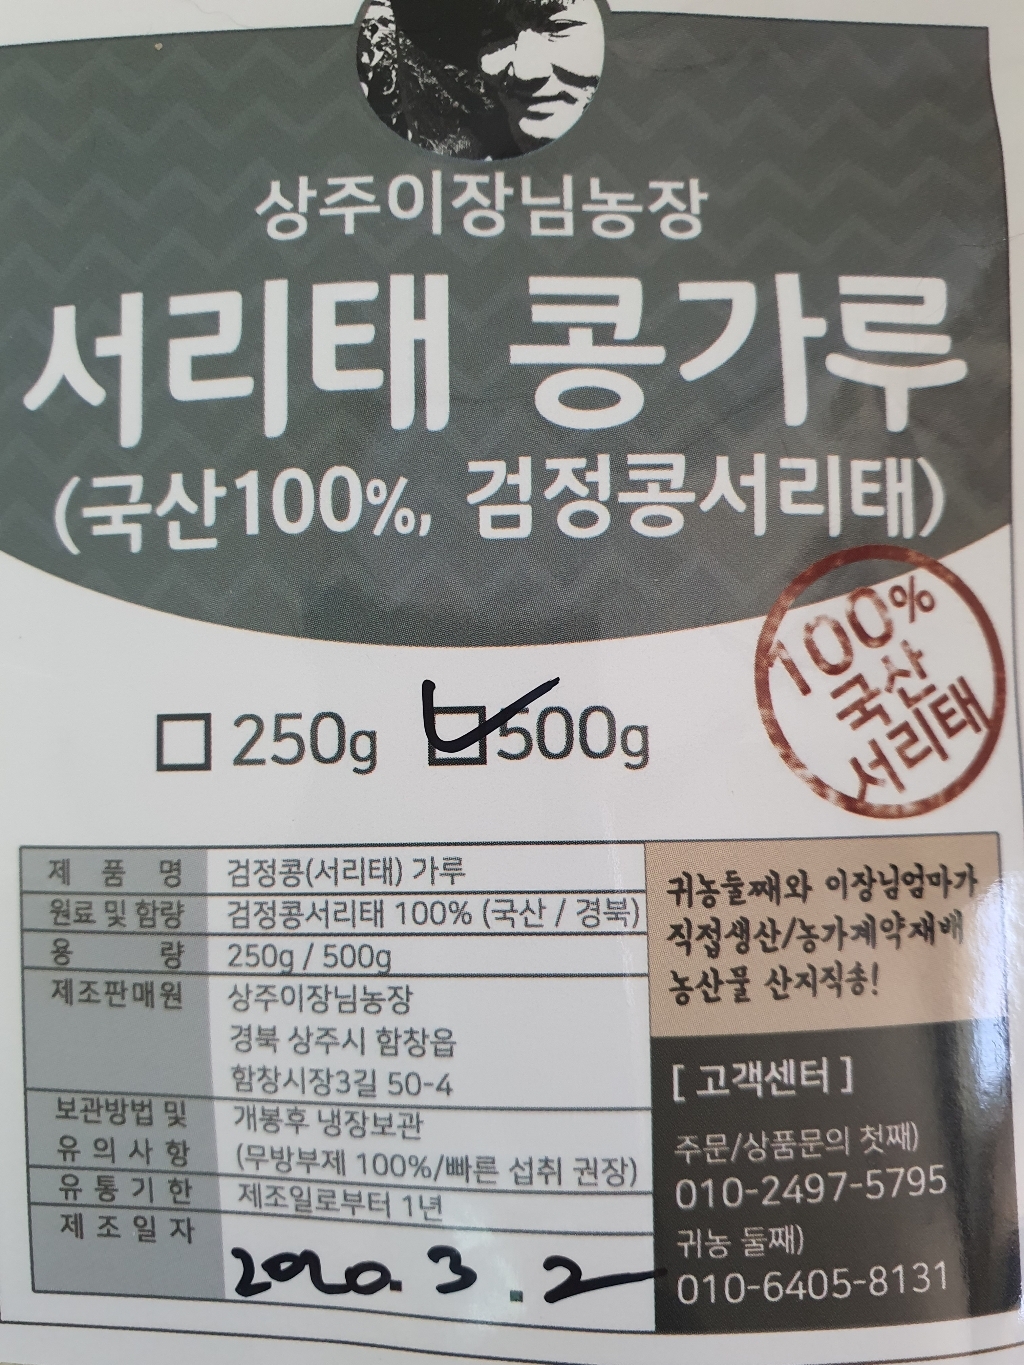 상주이장님농장
서리태 콩가루
(국산100%, 검정콩서리태)
100%
국산
서리태
250g 500g
제 품 명 검정콩(서리태) 가루
원료 및 함량 검정콩서리태 100% (국산 / 경북)
용 량 250g / 500g
제조판매원 상주이장님농장
경북 상주시 함창읍
함창시장3길 50-4
보관방법 및 개봉후 냉장보관
유 의 사 항 (무방부제 100%/빠른 섭취 권장)
유 통 기 한 제조일로부터 1년
제 조 일 자 2020. 3 . 2
귀농둘째와 이장님엄마가
직접생산/농가계약재배
농산물 산지직송!
[ 고객센터 ]
주문/상품문의 첫째)
010-2497-5795
귀농 둘째)
010-6405-8131